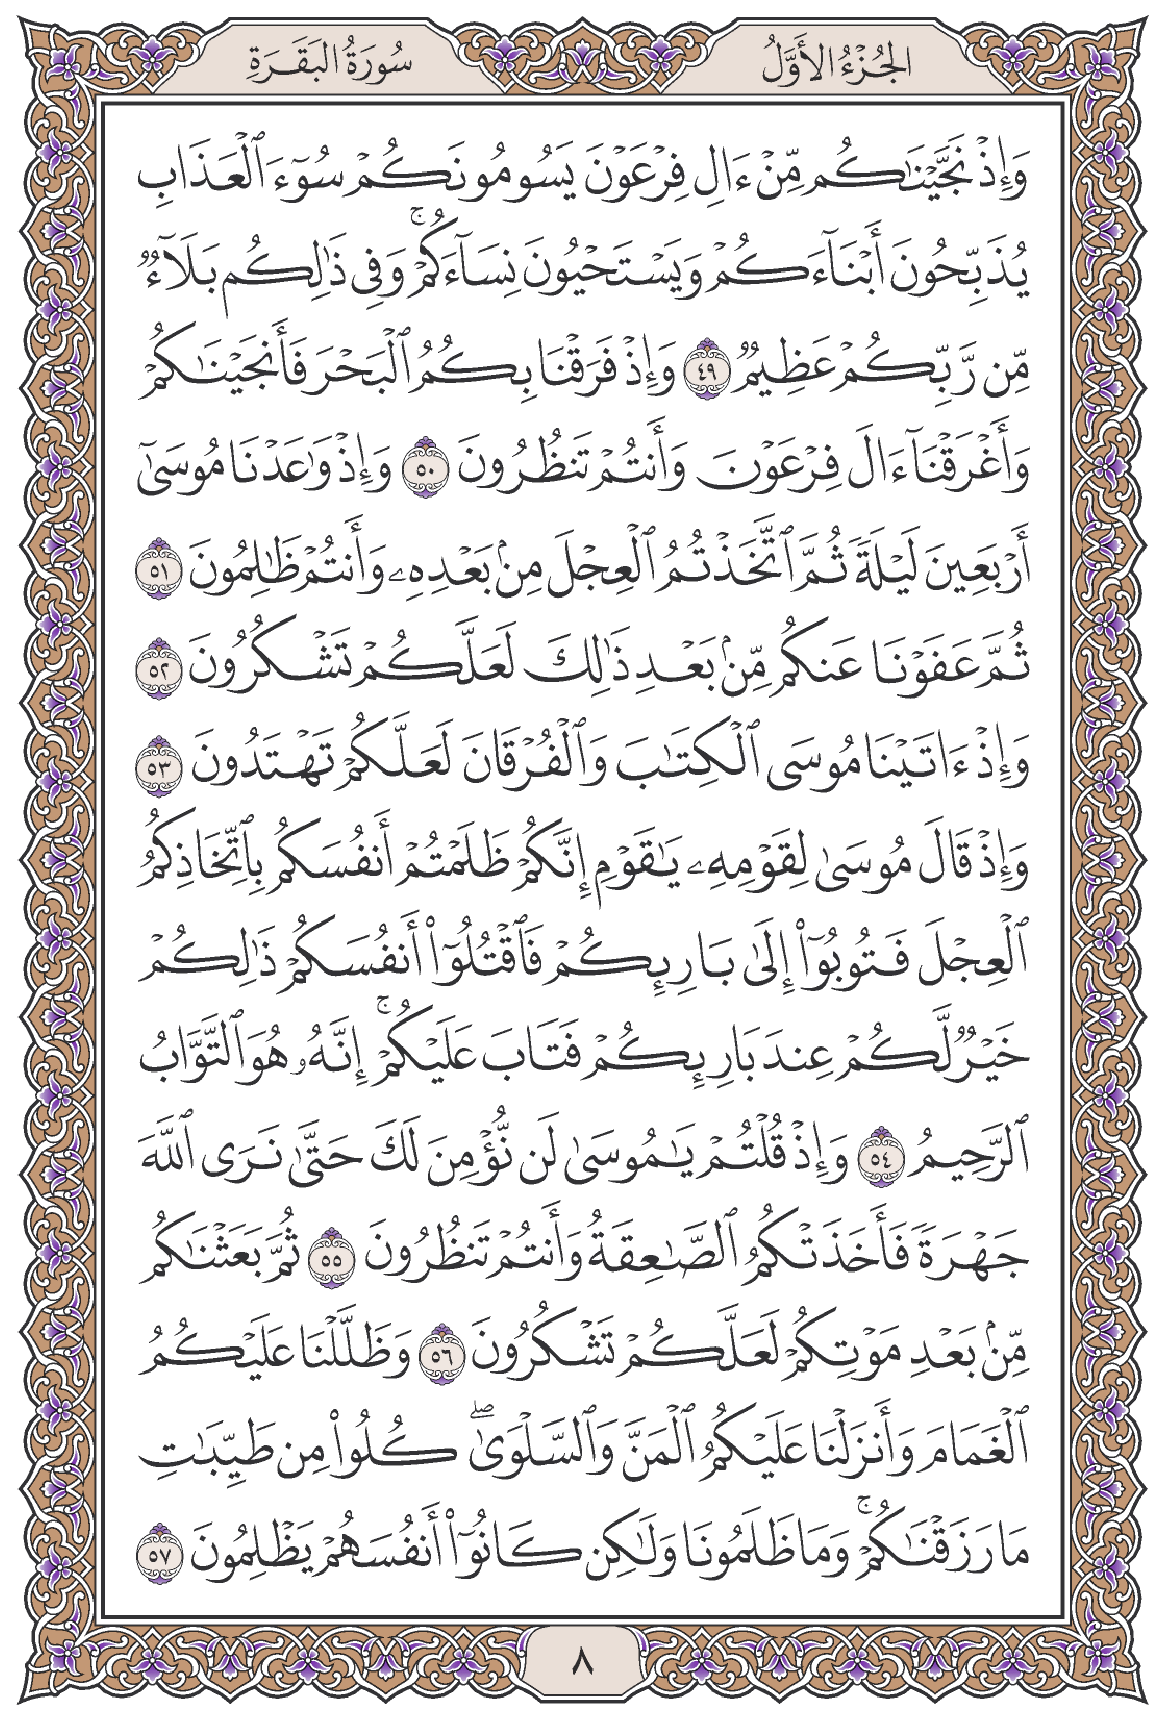 الجُزْءُ الأَوَّلُ
سُورَةُ البَقَرَةِ
وَإِذْ نَجَّيْنَٰكُم مِّنْ ءَالِ فِرْعَوْنَ يَسُومُونَكُمْ سُوٓءَ ٱلْعَذَابِ
يُذَبِّحُونَ أَبْنَآءَكُمْ وَيَسْتَحْيُونَ نِسَآءَكُمْ ۚ وَفِى ذَٰلِكُم بَلَآءٌ
مِّن رَّبِّكُمْ عَظِيمٌ ٤٩ وَإِذْ فَرَقْنَا بِكُمُ ٱلْبَحْرَ فَأَنجَيْنَٰكُمْ
وَأَغْرَقْنَآ ءَالَ فِرْعَوْنَ وَأَنتُمْ تَنظُرُونَ ٥٠ وَإِذْ وَٰعَدْنَا مُوسَىٰٓ
أَرْبَعِينَ لَيْلَةً ثُمَّ ٱتَّخَذْتُمُ ٱلْعِجْلَ مِنۢ بَعْدِهِۦ وَأَنتُمْ ظَٰلِمُونَ ٥١
ثُمَّ عَفَوْنَا عَنكُم مِّنۢ بَعْدِ ذَٰلِكَ لَعَلَّكُمْ تَشْكُرُونَ ٥٢
وَإِذْ ءَاتَيْنَا مُوسَى ٱلْكِتَٰبَ وَٱلْفُرْقَانَ لَعَلَّكُمْ تَهْتَدُونَ ٥٣
وَإِذْ قَالَ مُوسَىٰ لِقَوْمِهِۦ يَٰقَوْمِ إِنَّكُمْ ظَلَمْتُمْ أَنفُسَكُم بِٱتِّخَاذِكُمُ
ٱلْعِجْلَ فَتُوبُوٓا۟ إِلَىٰ بَارِئِكُمْ فَٱقْتُلُوٓا۟ أَنفُسَكُمْ ذَٰلِكُمْ
خَيْرٌ لَّكُمْ عِندَ بَارِئِكُمْ فَتَابَ عَلَيْكُمْ ۚ إِنَّهُۥ هُوَ ٱلتَّوَّابُ
ٱلرَّحِيمُ ٥٤ وَإِذْ قُلْتُمْ يَٰمُوسَىٰ لَن نُّؤْمِنَ لَكَ حَتَّىٰ نَرَى ٱللَّهَ
جَهْرَةً فَأَخَذَتْكُمُ ٱلصَّٰعِقَةُ وَأَنتُمْ تَنظُرُونَ ٥٥ ثُمَّ بَعَثْنَٰكُم
مِّنۢ بَعْدِ مَوْتِكُمْ لَعَلَّكُمْ تَشْكُرُونَ ٥٦ وَظَلَّلْنَا عَلَيْكُمُ
ٱلْغَمَامَ وَأَنزَلْنَا عَلَيْكُمُ ٱلْمَنَّ وَٱلسَّلْوَىٰ ۖ كُلُوا۟ مِن طَيِّبَٰتِ
مَا رَزَقْنَٰكُمْ ۚ وَمَا ظَلَمُونَا وَلَٰكِن كَانُوٓا۟ أَنفُسَهُمْ يَظْلِمُونَ ٥٧
٨